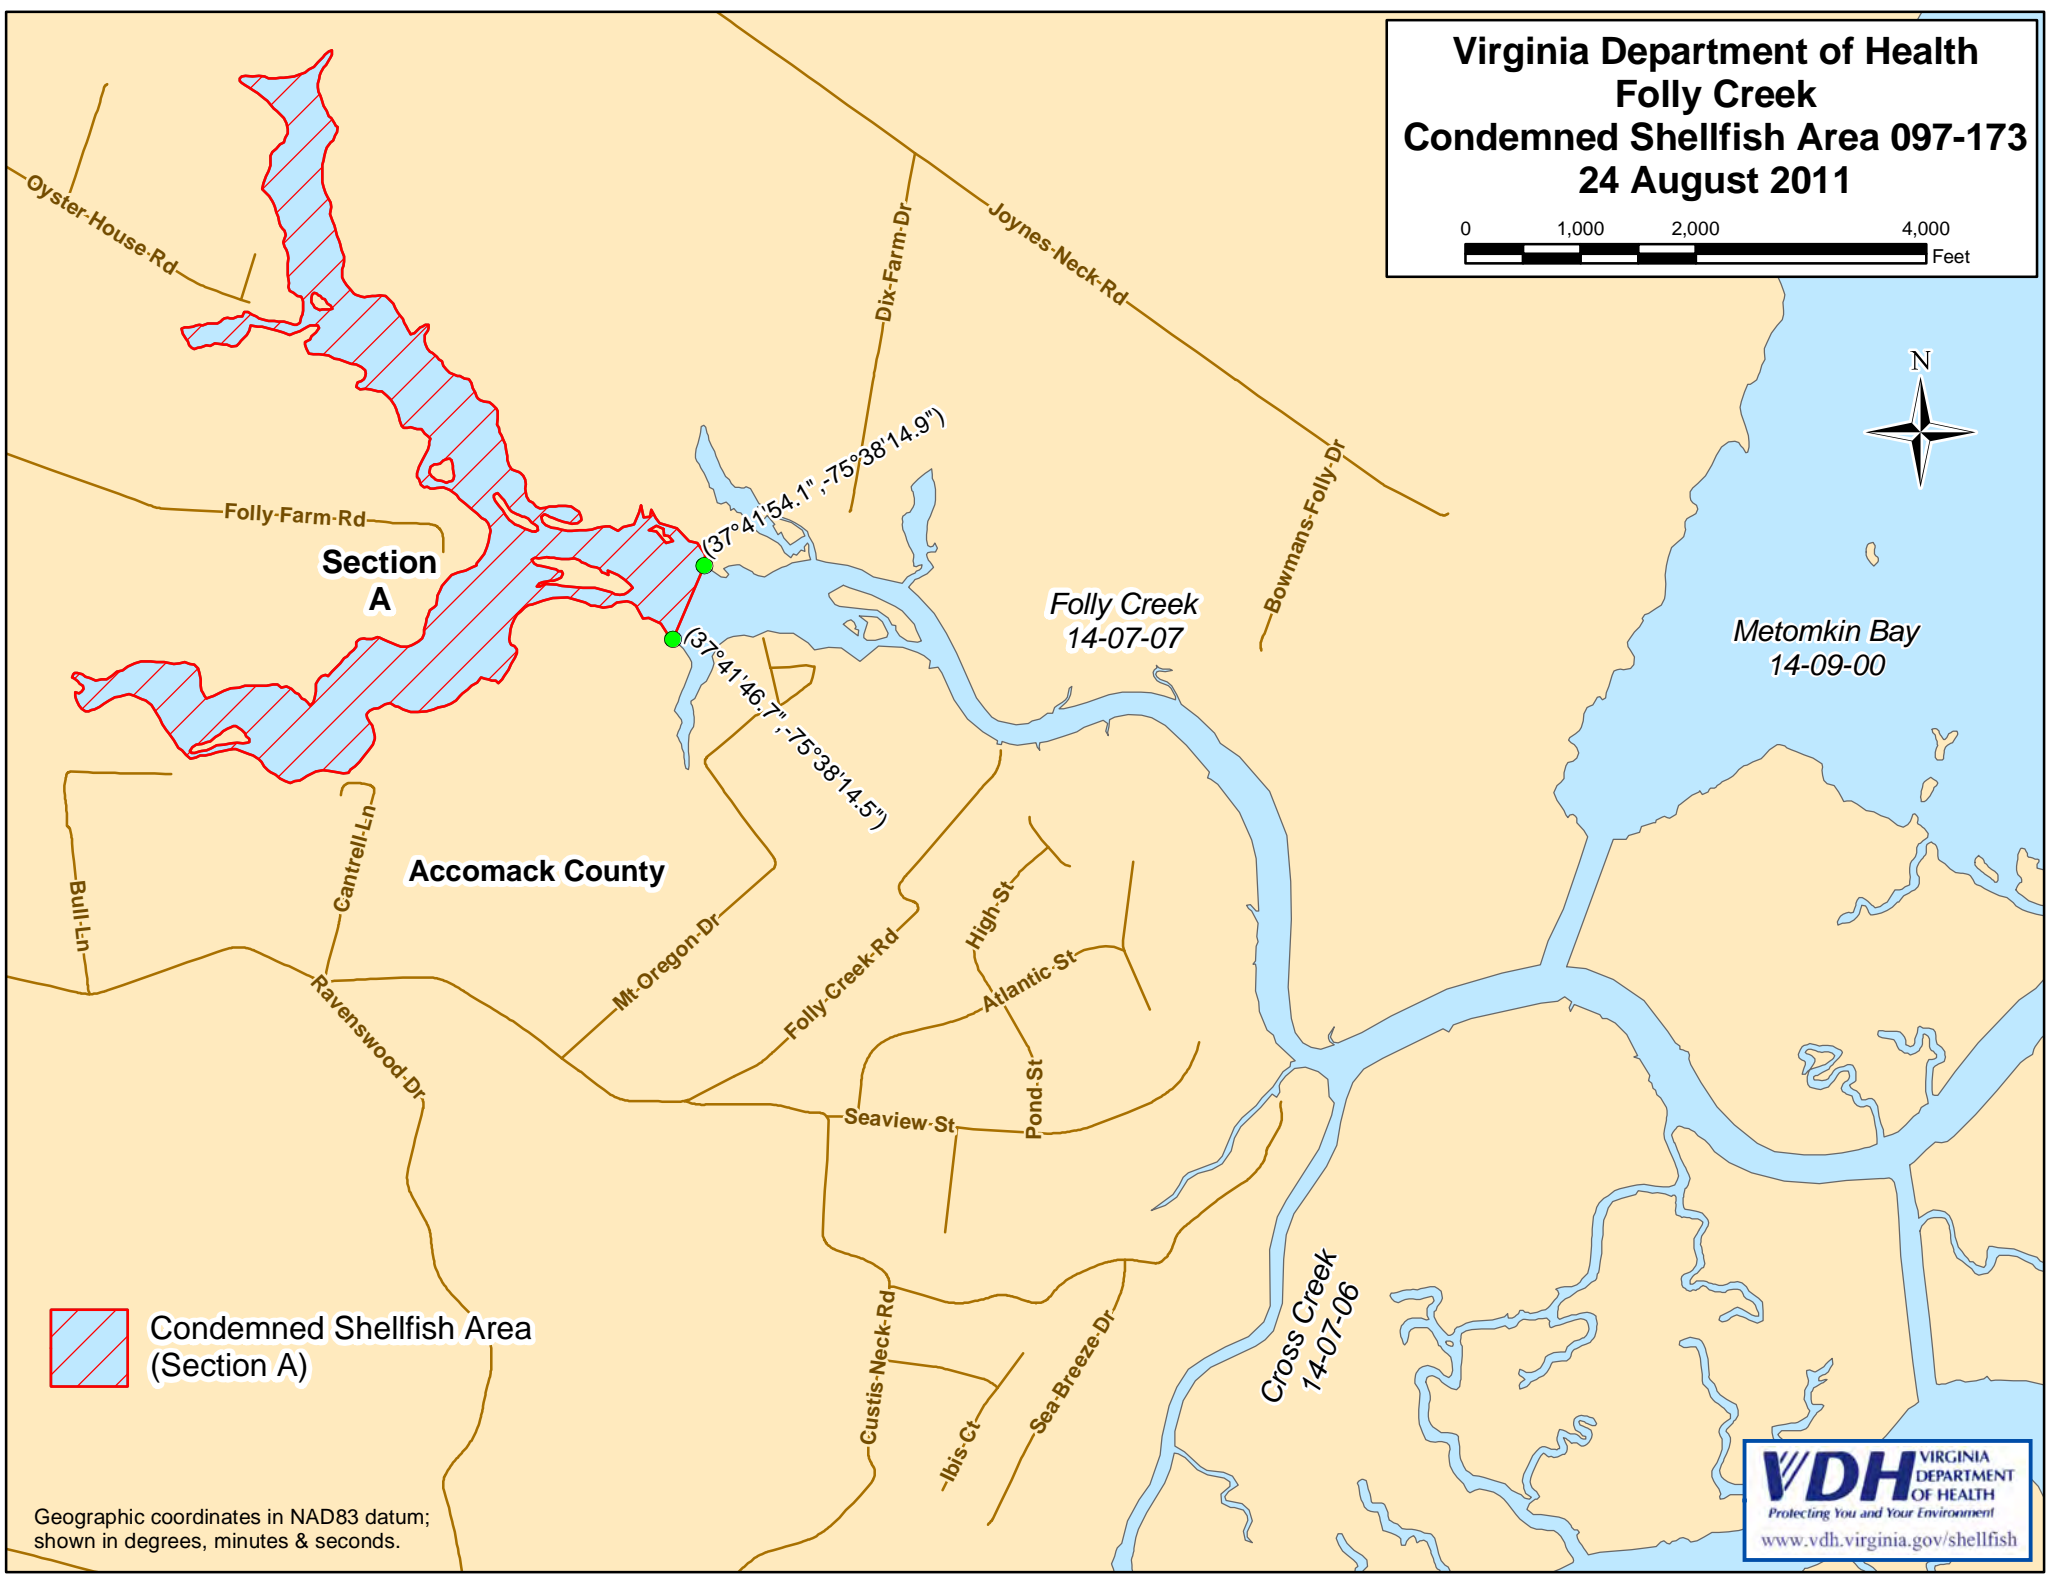 Virginia Department of Health
Folly Creek
Condemned Shellfish Area 097-173
24 August 2011
0 1,000 2,000 4,000
Feet
N
Oyster House Rd
Dix Farm Dr
Joynes Neck Rd
Bowmans Folly Dr
(37°41'54.1",-75°38'14.9")
Folly Farm Rd
Section
A
Folly Creek
14-07-07
Metomkin Bay
14-09-00
(37°41'46.7",-75°38'14.5")
Accomack County
Bull Ln
Cantrell Ln
Ravenswood Dr
Mt Oregon Dr
Folly Creek Rd
High St
Atlantic St
Pond St
Seaview St
Custis Neck Rd
Ibis Ct
Sea Breeze Dr
Cross Creek
14-07-06
Condemned Shellfish Area
(Section A)
Geographic coordinates in NAD83 datum;
shown in degrees, minutes & seconds.
VDH
VIRGINIA
DEPARTMENT
OF HEALTH
Protecting You and Your Environment
www.vdh.virginia.gov/shellfish